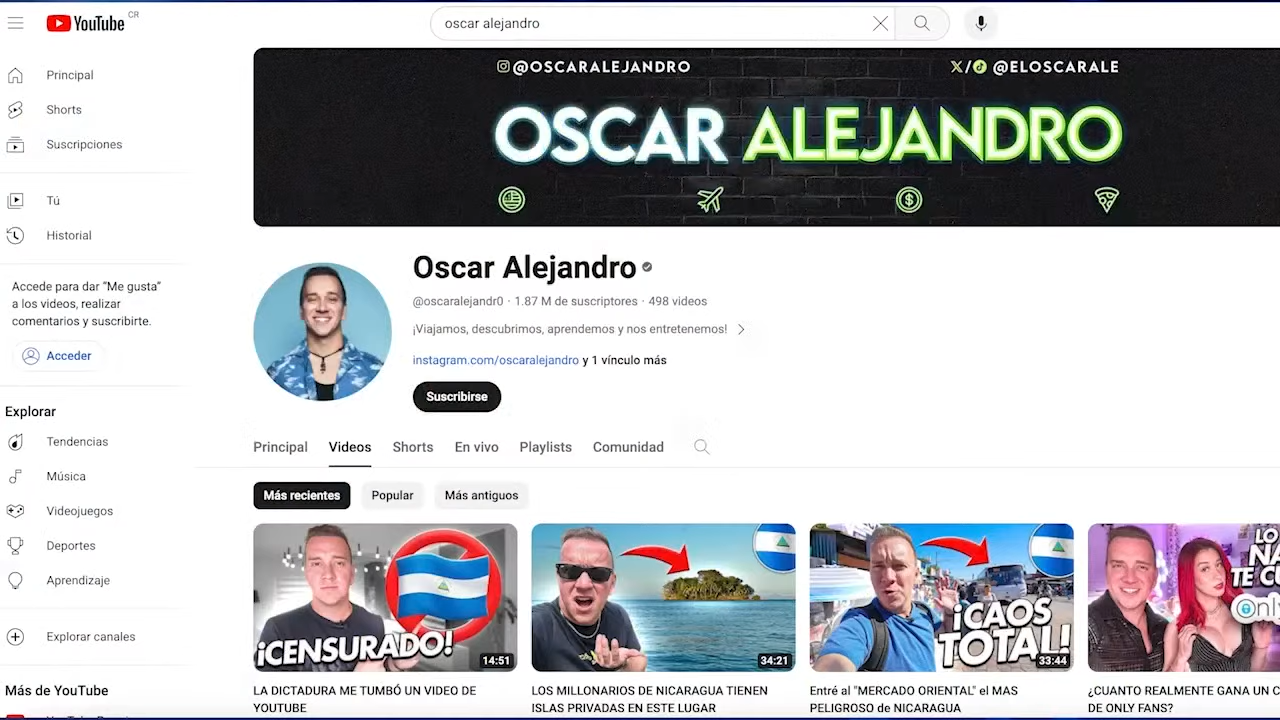 YouTube CR
oscar alejandro
Principal
Shorts
Suscripciones
Tú
Historial
Accede para dar “Me gusta”
a los videos, realizar
comentarios y suscribirte.
Acceder
Explorar
Tendencias
Música
Videojuegos
Deportes
Aprendizaje
Explorar canales
Más de YouTube
@OSCARALEJANDRO
X/ @ELOSCARALE
OSCAR ALEJANDRO
Oscar Alejandro
@oscaralejandr0 · 1.87 M de suscriptores · 498 videos
¡Viajamos, descubrimos, aprendemos y nos entretenemos!
instagram.com/oscaralejandro y 1 vínculo más
Suscribirse
Principal Videos Shorts En vivo Playlists Comunidad
Más recientes Popular Más antiguos
¡CENSURADO!
14:51
LA DICTADURA ME TUMBÓ UN VIDEO DE
YOUTUBE
34:21
LOS MILLONARIOS DE NICARAGUA TIENEN
ISLAS PRIVADAS EN ESTE LUGAR
¡CAOS
TOTAL!
33:44
Entré al "MERCADO ORIENTAL" el MAS
PELIGROSO de NICARAGUA
LO
TE C
¿CUANTO REALMENTE GANA UN C
DE ONLY FANS?